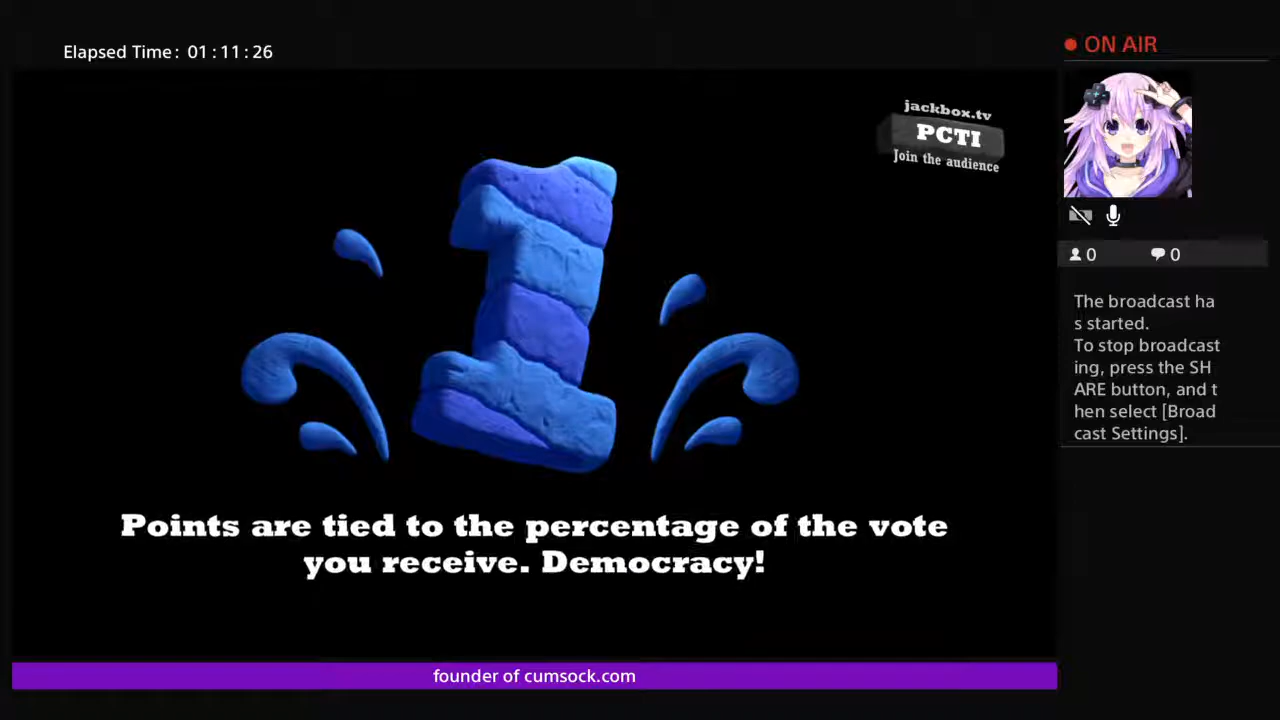 Elapsed Time: 01:11:26
ON AIR
jackbox.tv
PCTI
Join the audience
0 0
The broadcast ha
s started.
To stop broadcast
ing, press the SH
ARE button, and t
hen select [Broad
cast Settings].
Points are tied to the percentage of the vote
you receive. Democracy!
founder of cumsock.com